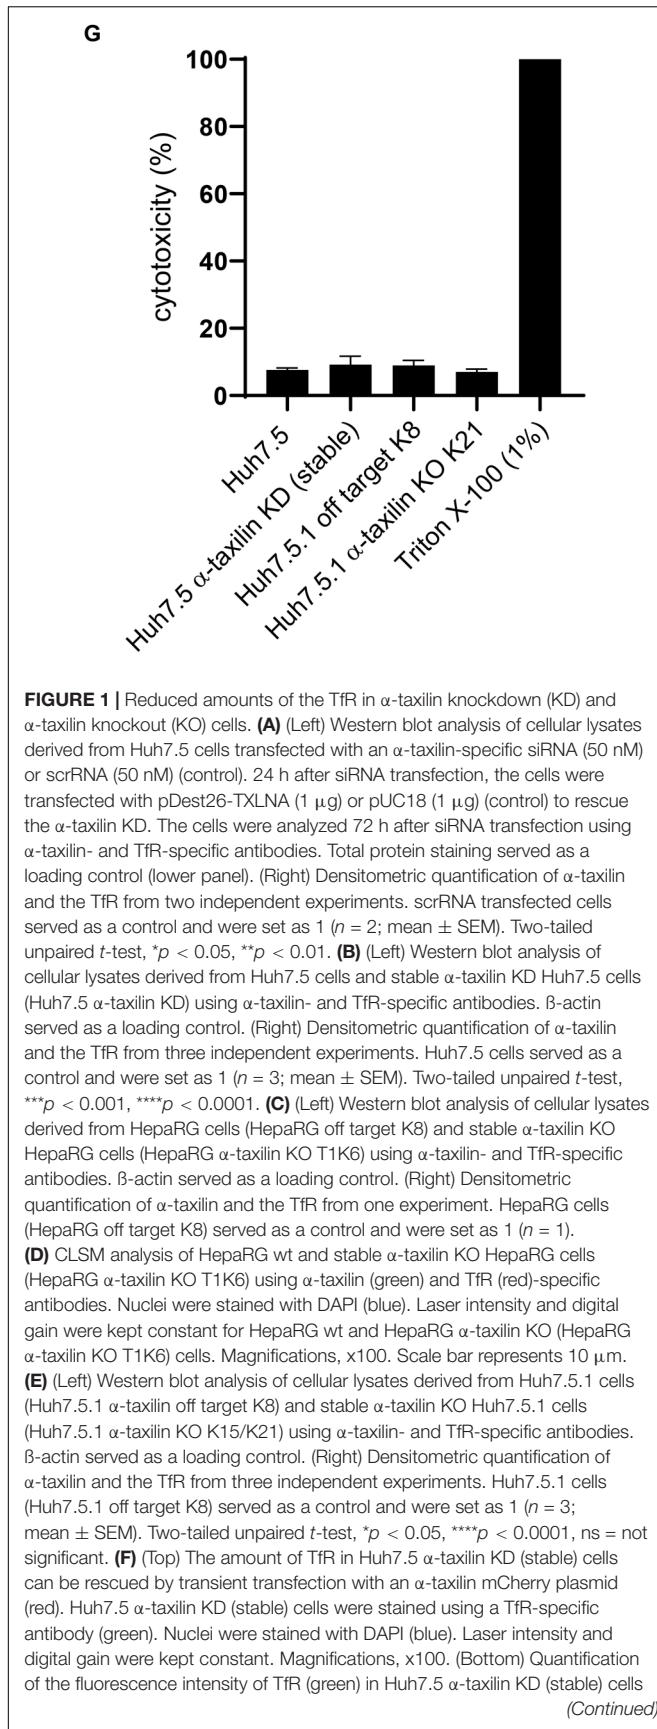 G
100
80
60
40
20
0
cytotoxicity (%)
Huh7.5
Huh7.5 α-taxilin KD (stable)
Huh7.5.1 off target K8
Huh7.5.1 α-taxilin KO K21
Triton X-100 (1%)
FIGURE 1 | Reduced amounts of the TfR in α-taxilin knockdown (KD) and
α-taxilin knockout (KO) cells. (A) (Left) Western blot analysis of cellular lysates
derived from Huh7.5 cells transfected with an α-taxilin-specific siRNA (50 nM)
or scrRNA (50 nM) (control). 24 h after siRNA transfection, the cells were
transfected with pDest26-TXLNA (1 μg) or pUC18 (1 μg) (control) to rescue
the α-taxilin KD. The cells were analyzed 72 h after siRNA transfection using
α-taxilin- and TfR-specific antibodies. Total protein staining served as a
loading control (lower panel). (Right) Densitometric quantification of α-taxilin
and the TfR from two independent experiments. scrRNA transfected cells
served as a control and were set as 1 (n = 2; mean ± SEM). Two-tailed
unpaired t-test, *p < 0.05, **p < 0.01. (B) (Left) Western blot analysis of
cellular lysates derived from Huh7.5 cells and stable α-taxilin KD Huh7.5 cells
(Huh7.5 α-taxilin KD) using α-taxilin- and TfR-specific antibodies. ß-actin
served as a loading control. (Right) Densitometric quantification of α-taxilin
and the TfR from three independent experiments. Huh7.5 cells served as a
control and were set as 1 (n = 3; mean ± SEM). Two-tailed unpaired t-test,
***p < 0.001, ****p < 0.0001. (C) (Left) Western blot analysis of cellular lysates
derived from HepaRG cells (HepaRG off target K8) and stable α-taxilin KO
HepaRG cells (HepaRG α-taxilin KO T1K6) using α-taxilin- and TfR-specific
antibodies. ß-actin served as a loading control. (Right) Densitometric
quantification of α-taxilin and the TfR from one experiment. HepaRG cells
(HepaRG off target K8) served as a control and were set as 1 (n = 1).
(D) CLSM analysis of HepaRG wt and stable α-taxilin KO HepaRG cells
(HepaRG α-taxilin KO T1K6) using α-taxilin (green) and TfR (red)-specific
antibodies. Nuclei were stained with DAPI (blue). Laser intensity and digital
gain were kept constant for HepaRG wt and HepaRG α-taxilin KO (HepaRG
α-taxilin KO T1K6) cells. Magnifications, x100. Scale bar represents 10 μm.
(E) (Left) Western blot analysis of cellular lysates derived from Huh7.5.1 cells
(Huh7.5.1 α-taxilin off target K8) and stable α-taxilin KO Huh7.5.1 cells
(Huh7.5.1 α-taxilin KO K15/K21) using α-taxilin- and TfR-specific antibodies.
ß-actin served as a loading control. (Right) Densitometric quantification of
α-taxilin and the TfR from three independent experiments. Huh7.5.1 cells
(Huh7.5.1 off target K8) served as a control and were set as 1 (n = 3;
mean ± SEM). Two-tailed unpaired t-test, *p < 0.05, ****p < 0.0001, ns = not
significant. (F) (Top) The amount of TfR in Huh7.5 α-taxilin KD (stable) cells
can be rescued by transient transfection with an α-taxilin mCherry plasmid
(red). Huh7.5 α-taxilin KD (stable) cells were stained using a TfR-specific
antibody (green). Nuclei were stained with DAPI (blue). Laser intensity and
digital gain were kept constant. Magnifications, x100. (Bottom) Quantification
of the fluorescence intensity of TfR (green) in Huh7.5 α-taxilin KD (stable) cells
(Continued)